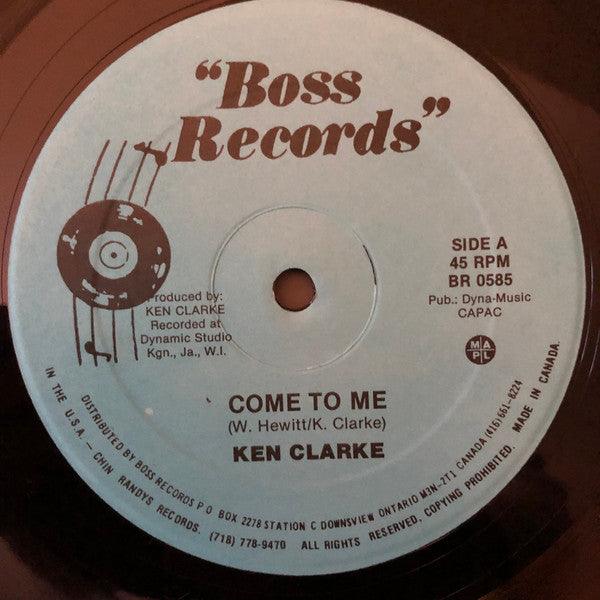 “Boss
Records”
SIDE A
45 RPM
BR 0585
Pub.: Dyna-Music
CAPAC
Produced by:
KEN CLARKE
Recorded at
Dynamic Studio
Kgn., Ja., W.I.
M A
P L
COME TO ME
(W. Hewitt/K. Clarke)
KEN CLARKE
DISTRIBUTED BY BOSS RECORDS P O BOX 2278 STATION C DOWNSVIEW ONTARIO M3N-2T1 CANADA (416) 661-8224
IN THE U.S.A. – CHIN RANDYS RECORDS. (718) 778-9470 ALL RIGHTS RESERVED, COPYING PROHIBITED. MADE IN CANADA.